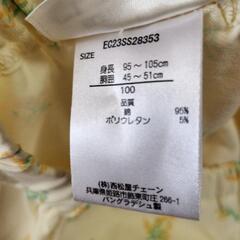 EC23SS28353
SIZE
身長 95～105cm
胴囲 45～51cm
100
品質
綿 95%
ポリウレタン 5%
(株)西松屋チェーン
兵庫県姫路市飾東町庄 266-1
バングラデシュ製